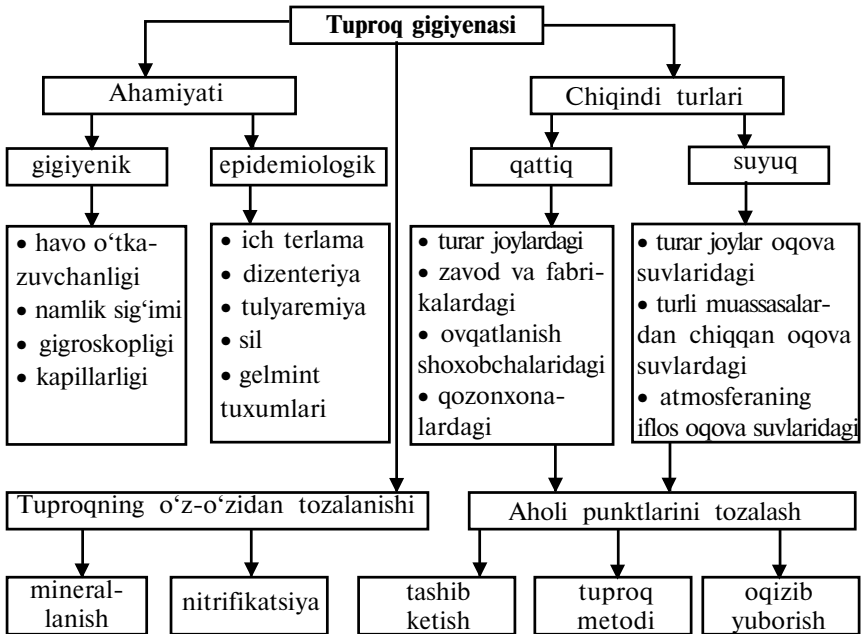 Tuproq gigiyenasi
Ahamiyati
Chiqindi turlari
gigiyenik
epidemiologik
qattiq
suyuq
• havo o‘tka-
zuvchanligi
• namlik sig‘imi
• gigroskopligi
• kapillarligi
• ich terlama
• dizenteriya
• tulyaremiya
• sil
• gelmint
tuxumlari
• turar joylardagi
• zavod va fabri-
kalardagi
• ovqatlanish
shoxobchalaridagi
• qozonxona-
lardagi
• turar joylar oqova
suvlaridagi
• turli muassasalar-
dan chiqqan oqova
suvlardagi
• atmosferaning
iflos oqova suvlaridagi
Tuproqning o‘z-o‘zidan tozalanishi
Aholi punktlarini tozalash
mineral-
lanish
nitrifikatsiya
tashib
ketish
tuproq
metodi
oqizib
yuborish